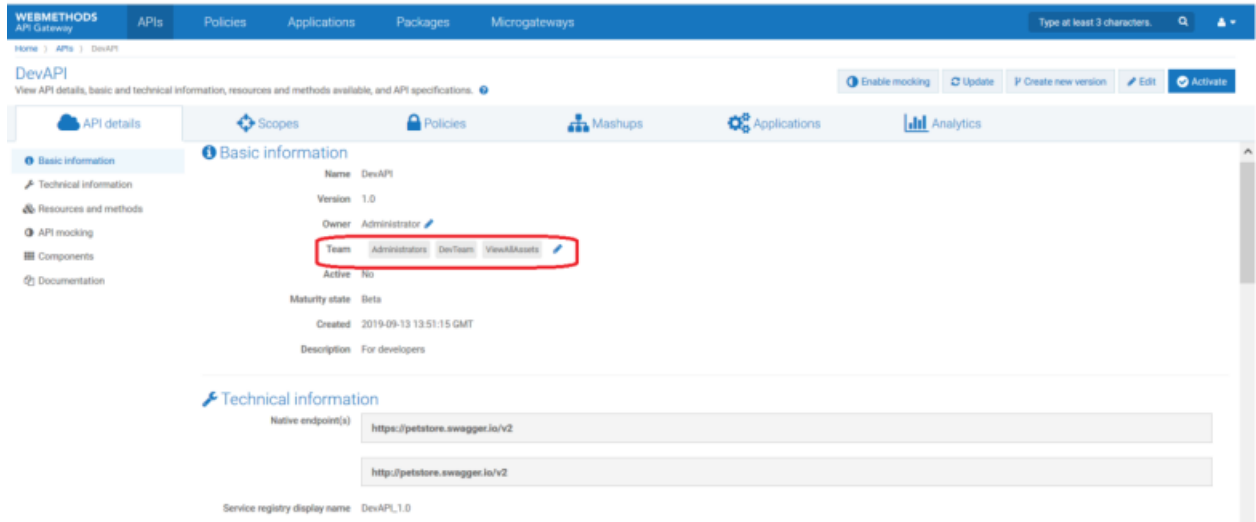 WEBMETHODS
API Gateway
APIs Policies Applications Packages Microgateways
Type at least 3 characters.
Home APIs DevAPI
DevAPI
View API details, basic and technical information, resources and methods available, and API specifications.
Enable mocking Update Create new version Edit Activate
API details Scopes Policies Mashups Applications Analytics
Basic information
Technical information
Resources and methods
API mocking
Components
Documentation
Basic information
Name DevAPI
Version 1.0
Owner Administrator
Team Administrators DevTeam ViewAllAssets
Active No
Maturity state Beta
Created 2019-09-13 13:51:15 GMT
Description For developers
Technical information
Native endpoint(s) https://petstore.swagger.io/v2
http://petstore.swagger.io/v2
Service registry display name DevAPI_1.0